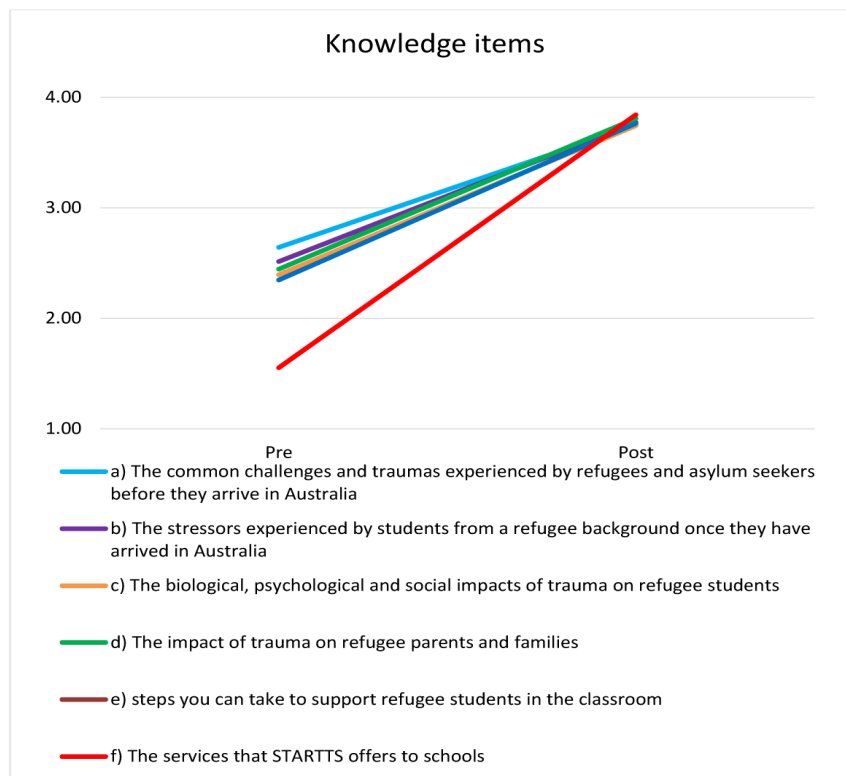 Knowledge items
4.00
3.00
2.00
1.00
Pre Post
a) The common challenges and traumas experienced by refugees and asylum seekers
before they arrive in Australia
b) The stressors experienced by students from a refugee background once they have
arrived in Australia
c) The biological, psychological and social impacts of trauma on refugee students
d) The impact of trauma on refugee parents and families
e) steps you can take to support refugee students in the classroom
f) The services that STARTTS offers to schools